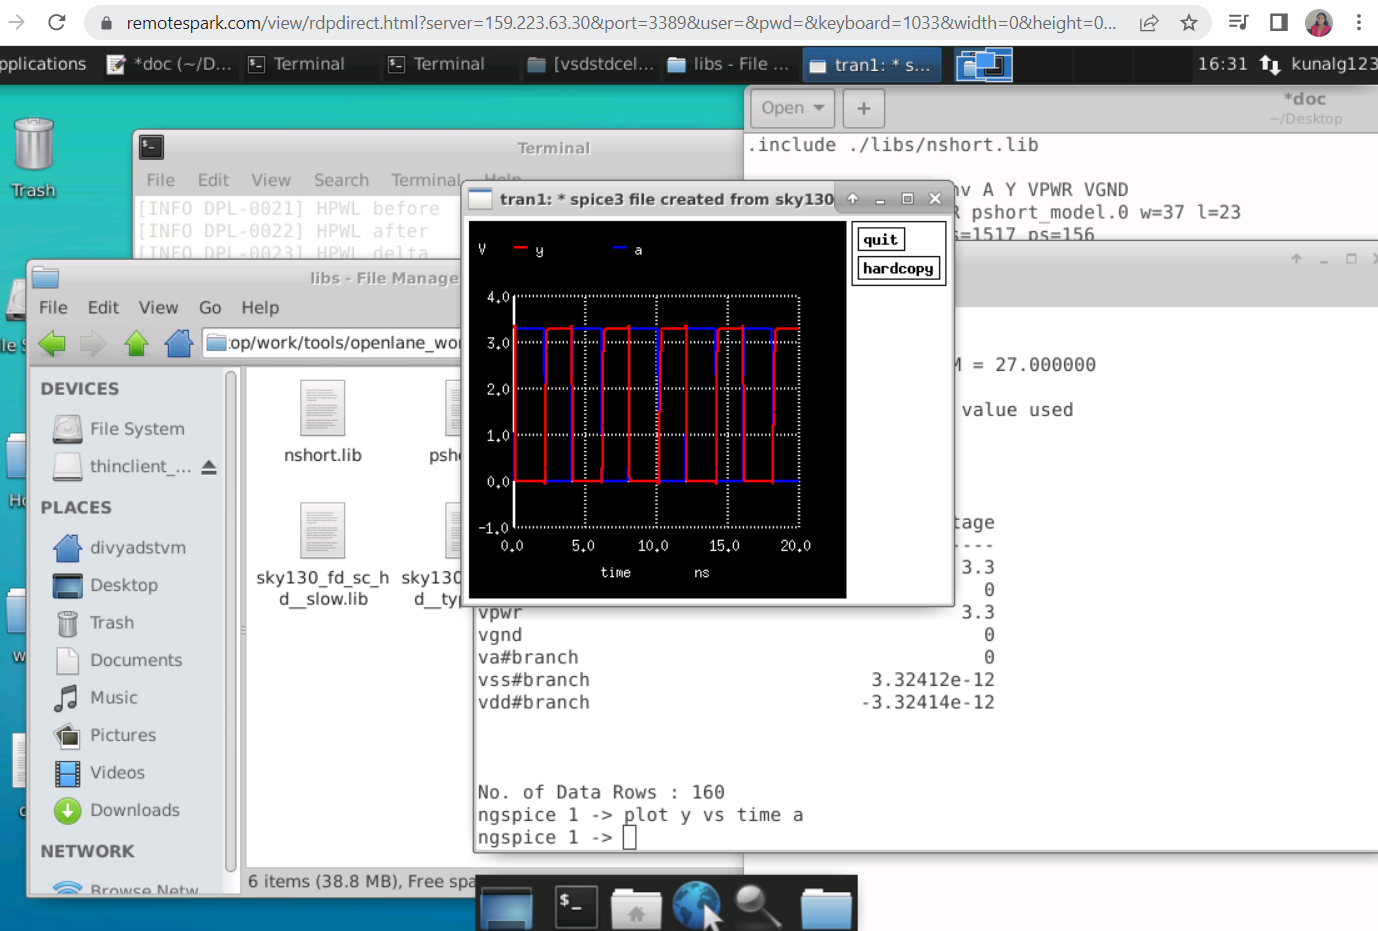 remotespark.com/view/rdpdirect.html?server=159.223.63.30&port=3389&user=&pwd=&keyboard=1033&width=0&height=0...
pplications
*doc (~/D...
Terminal
Terminal
[vsdstdcel...
libs - File ...
tran1: * s...
16:31
kunalg123
Trash
Terminal
File Edit View Search Terminal Help
[INFO DPL-0021] HPWL before
[INFO DPL-0022] HPWL after
[INFO DPL-0023] HPWL delta
Open
+
*doc
~/Desktop
.include ./libs/nshort.lib
A Y VPWR VGND
pshort_model.0 w=37 l=23
ps=156
tran1: * spice3 file created from sky130
quit
hardcopy
V y a
4.0
3.0
2.0
1.0
0.0
-1.0
0.0 5.0 10.0 15.0 20.0
time ns
libs - File Manage
File Edit View Go Help
op/work/tools/openlane_wo
DEVICES
File System
thinclient_...
PLACES
divyadstvm
Desktop
Trash
Documents
Music
Pictures
Videos
Downloads
NETWORK
Browse Netw
nshort.lib
sky130_fd_sc_h
d__slow.lib
sky130
d__ty
6 items (38.8 MB), Free spa
= 27.000000
value used
tage
----
3.3
0
vpwr 3.3
vgnd 0
va#branch 0
vss#branch 3.32412e-12
vdd#branch -3.32414e-12
No. of Data Rows : 160
ngspice 1 -> plot y vs time a
ngspice 1 ->